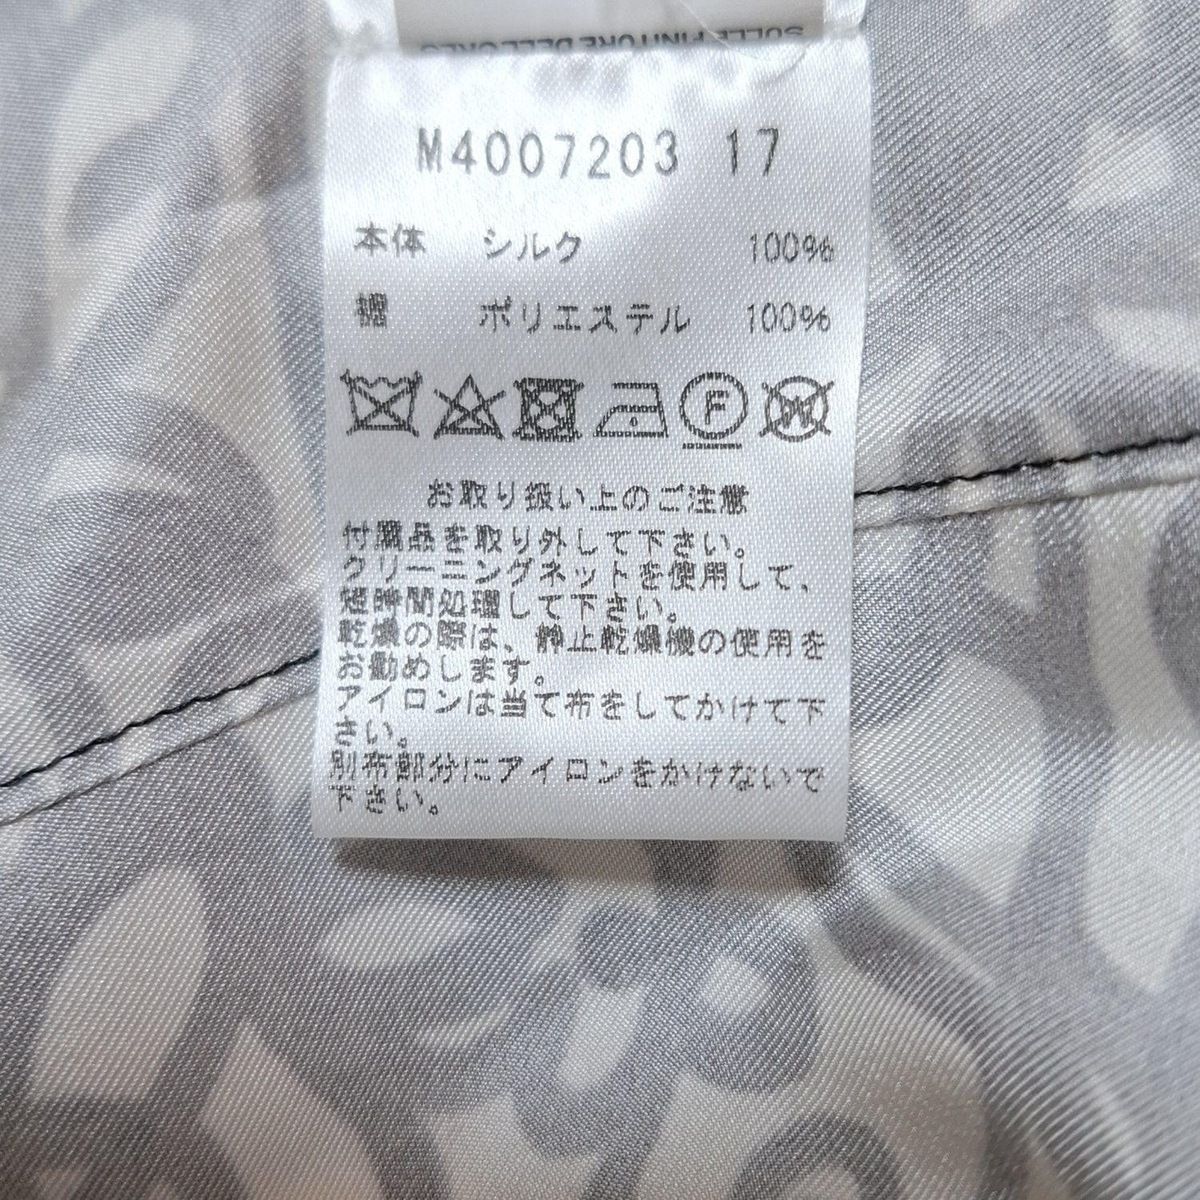 SULLE FINITURE DELL'ORLO
M4007203 17
本体 シルク 100%
裾 ポリエステル 100%
F W
お取り扱い上のご注意
付属品を取り外して下さい。
クリーニングネットを使用して、
短時間処理して下さい。
乾燥の際は、静止乾燥機の使用を
お勧めします。
アイロンは当て布をしてかけて下
さい。
別布部分にアイロンをかけないで
下さい。